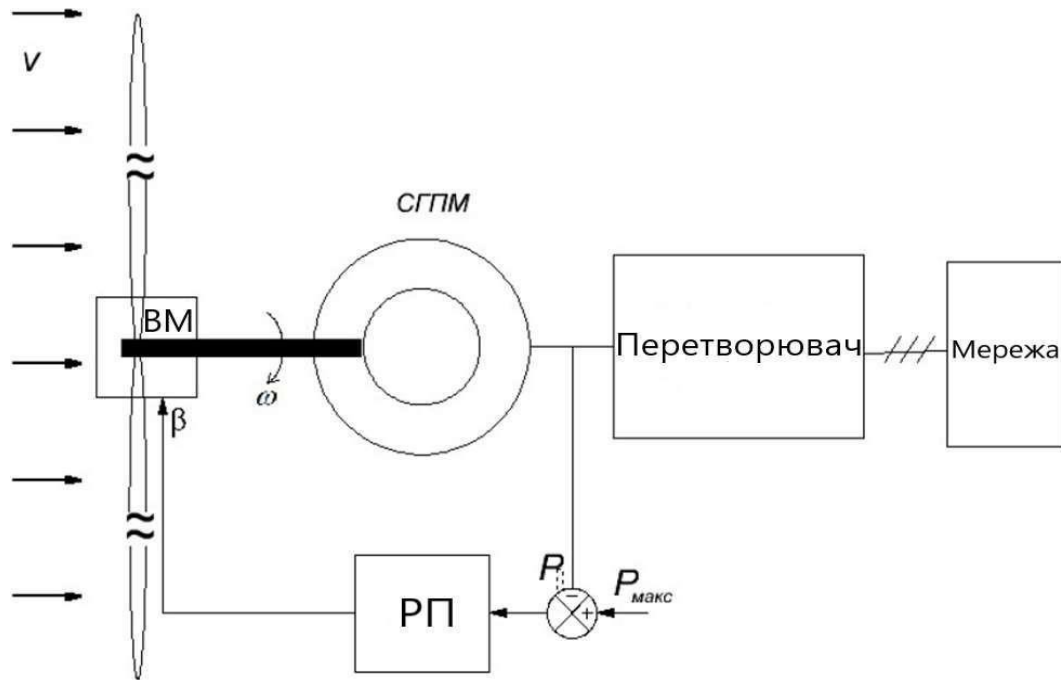 v
СГПМ
ВМ
Перетворювач
Мережа
ω
β
P
−
+
Pмакс
РП